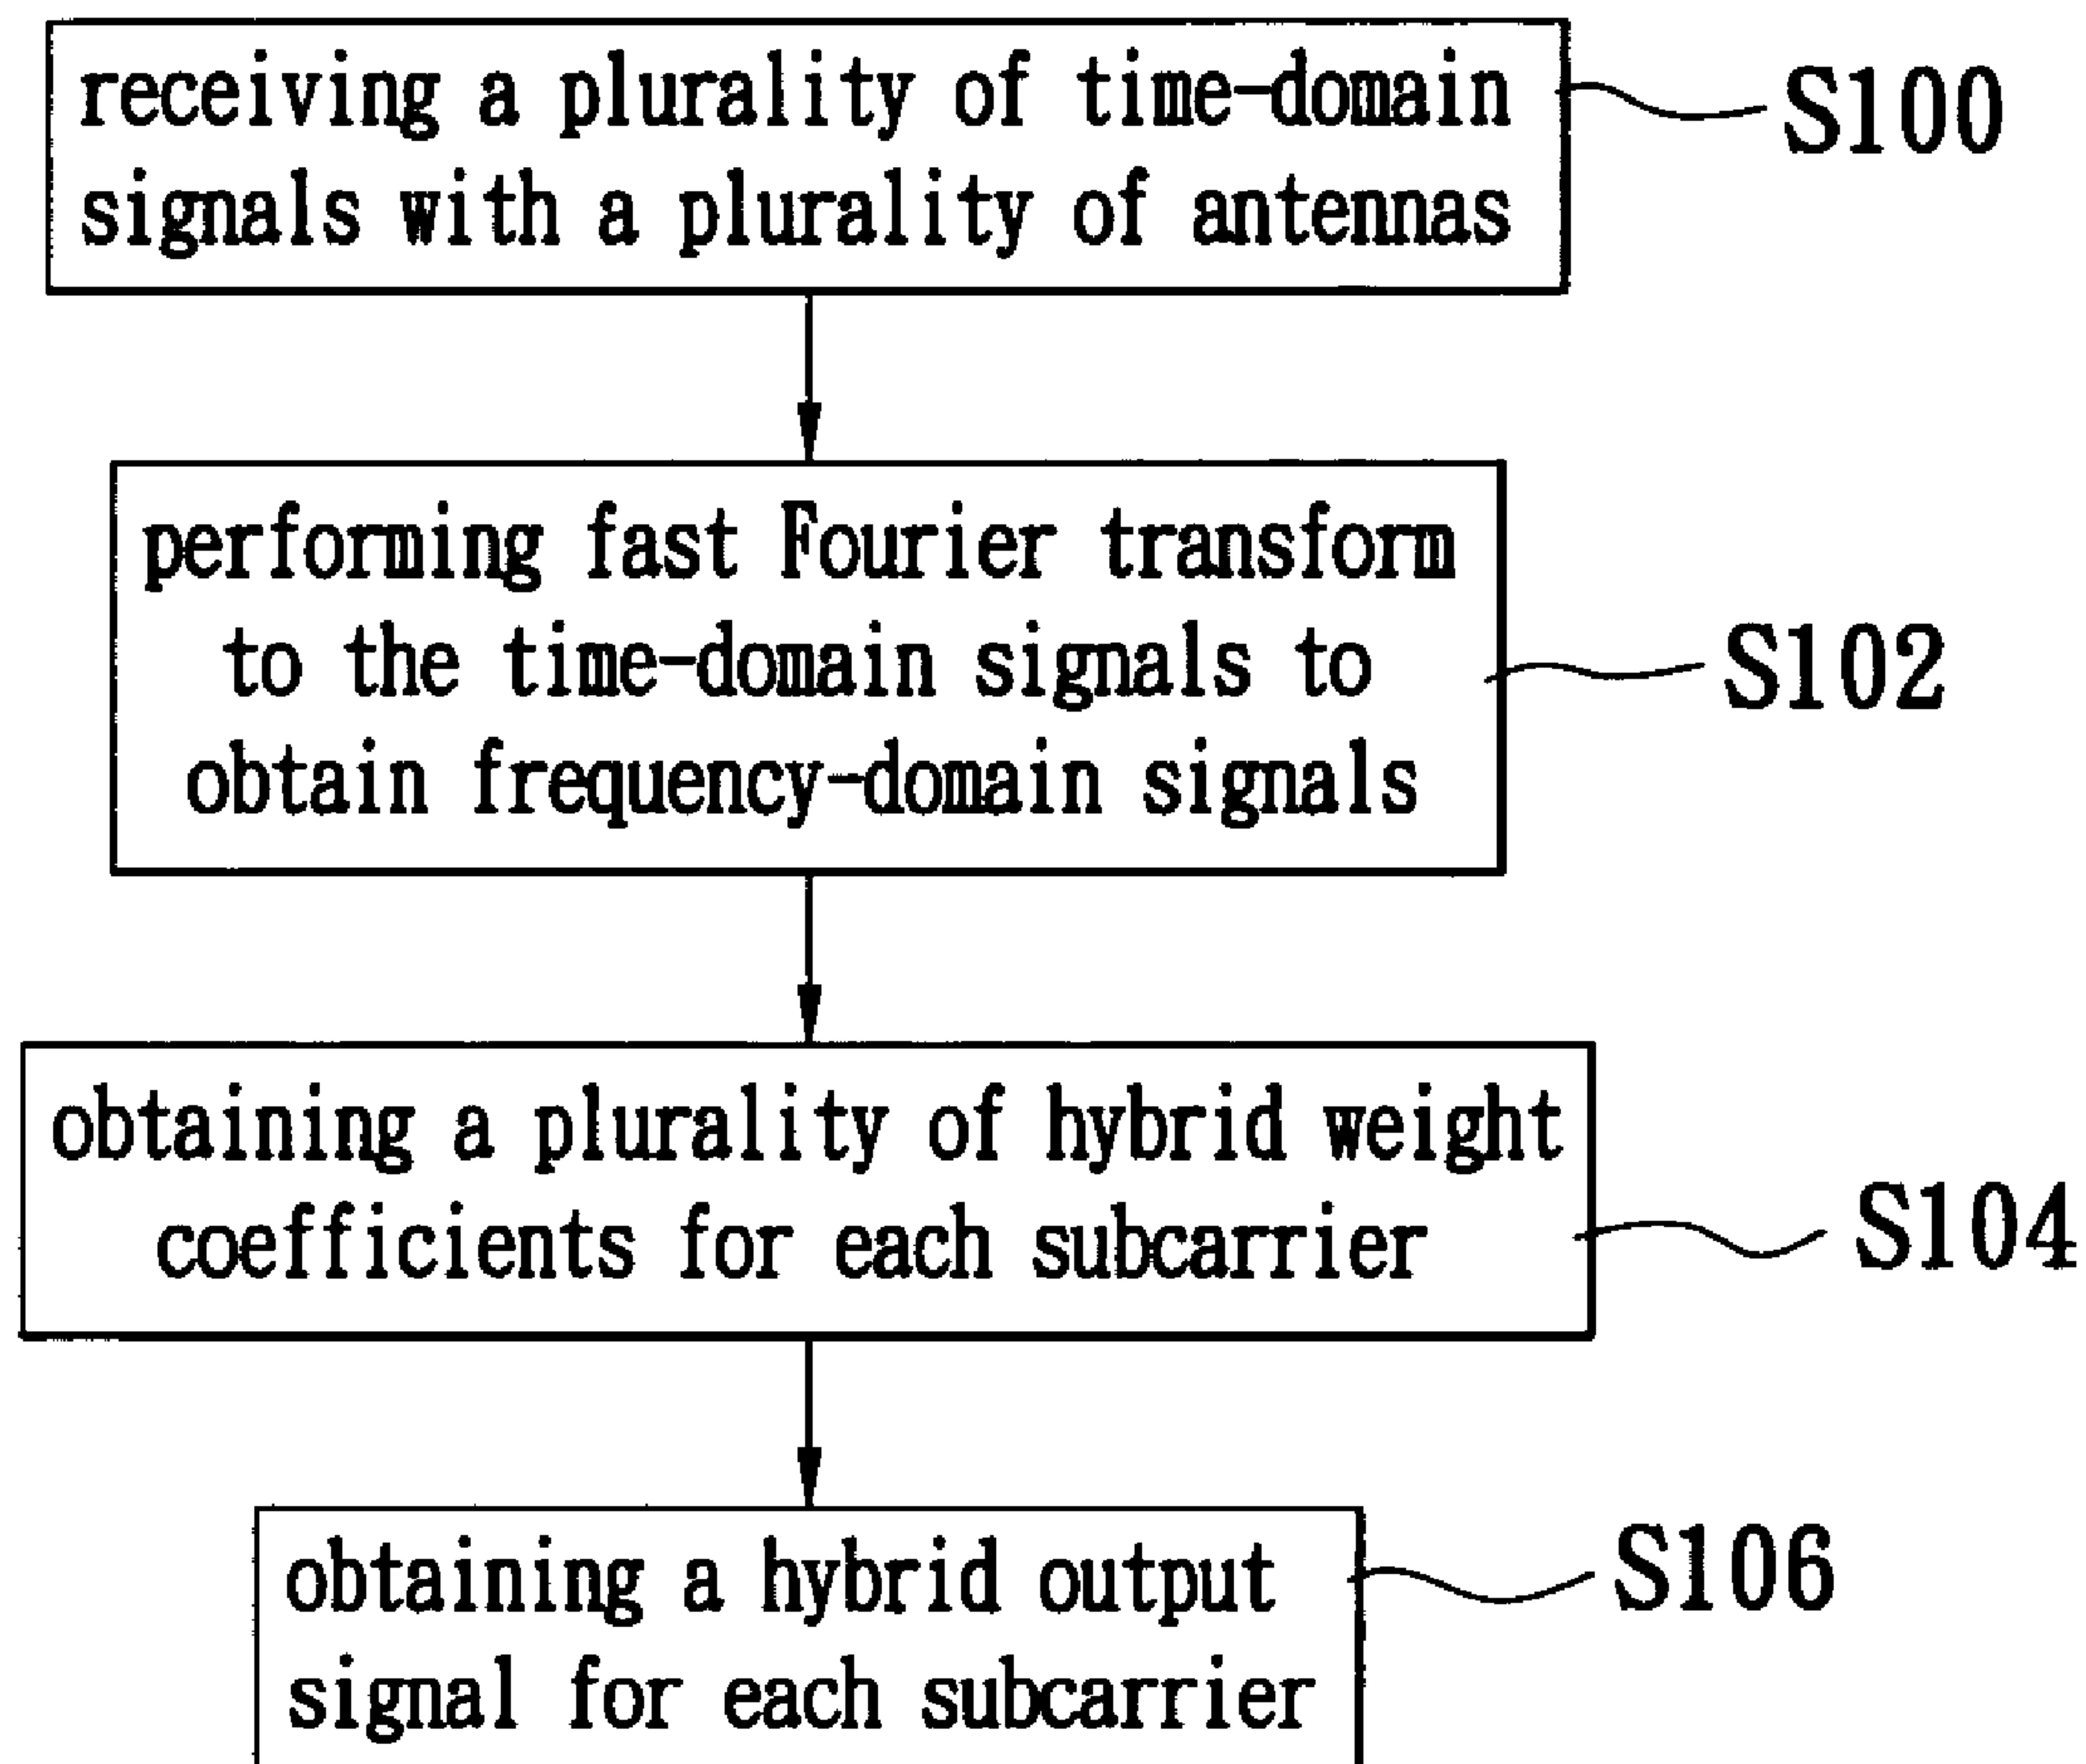 receiving a plurality of time-domain
signals with a plurality of antennas
S100
performing fast Fourier transform
to the time-domain signals to
obtain frequency-domain signals
S102
obtaining a plurality of hybrid weight
coefficients for each subcarrier
S104
obtaining a hybrid output
signal for each subcarrier
S106